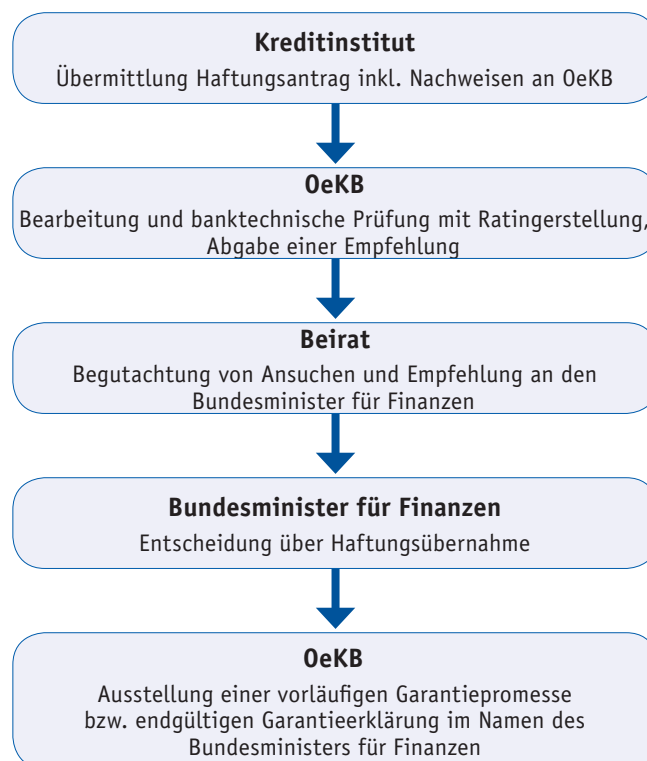 Kreditinstitut
Übermittlung Haftungsantrag inkl. Nachweisen an OeKB
OeKB
Bearbeitung und banktechnische Prüfung mit Ratingerstellung,
Abgabe einer Empfehlung
Beirat
Begutachtung von Ansuchen und Empfehlung an den
Bundesminister für Finanzen
Bundesminister für Finanzen
Entscheidung über Haftungsübernahme
OeKB
Ausstellung einer vorläufigen Garantiepromesse
bzw. endgültigen Garantieerklärung im Namen des
Bundesministers für Finanzen